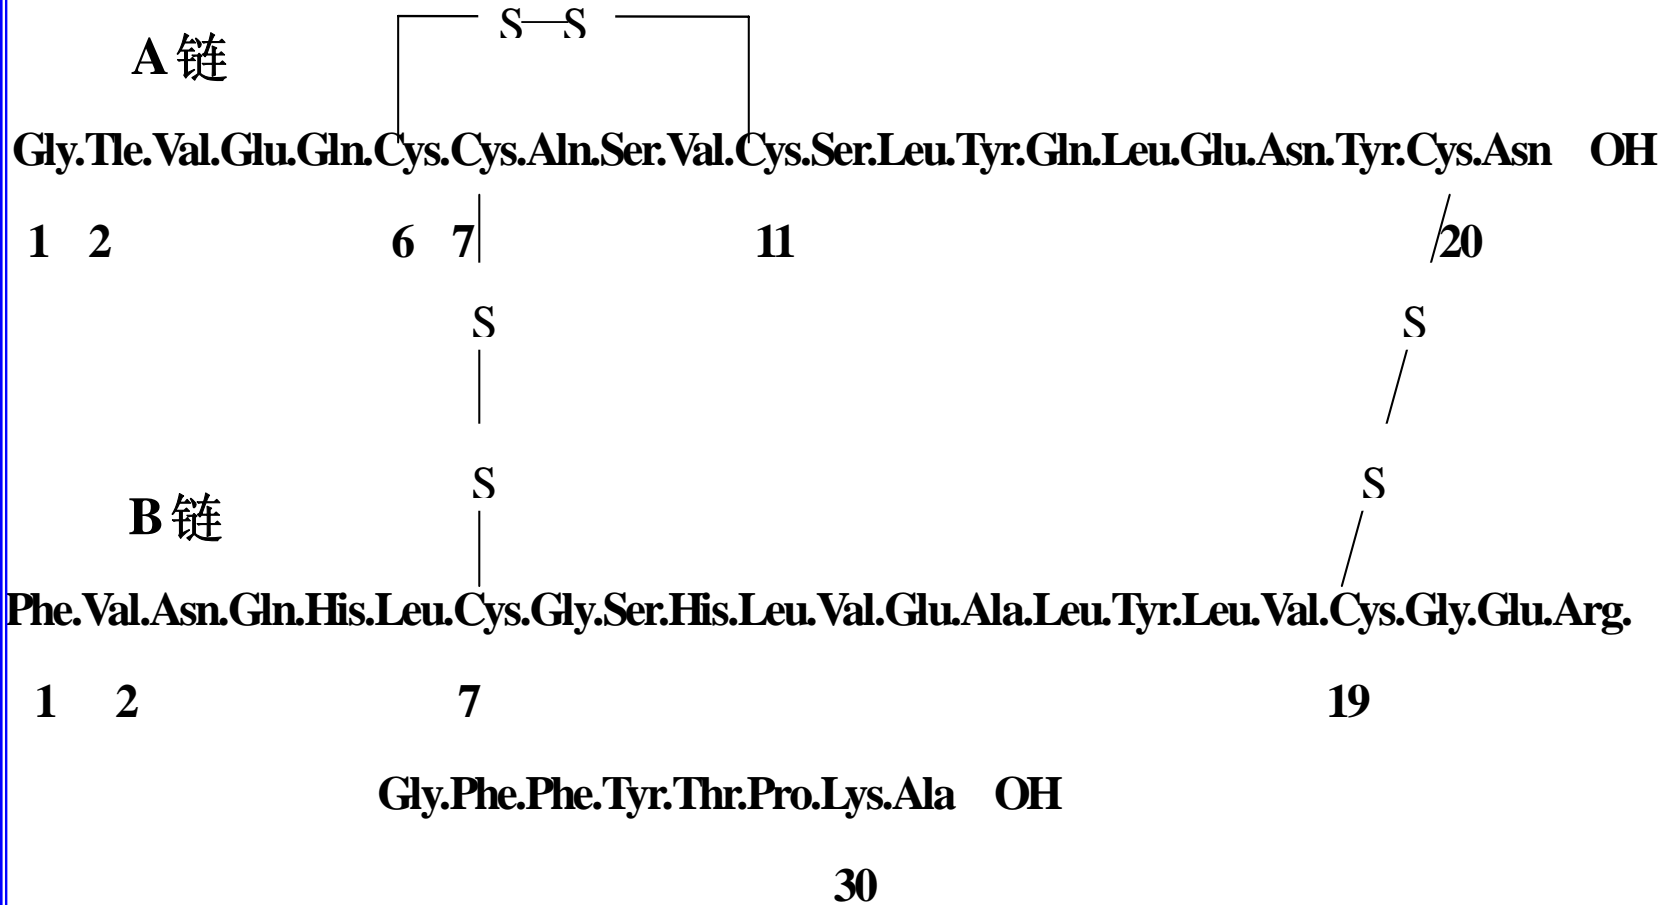 S—S
A 链
Gly.Tle.Val.Glu.Gln.Cys.Cys.Aln.Ser.Val.Cys.Ser.Leu.Tyr.Gln.Leu.Glu.Asn.Tyr.Cys.Asn OH
1 2 6 7 11 20
S S
S S
B 链
Phe.Val.Asn.Gln.His.Leu.Cys.Gly.Ser.His.Leu.Val.Glu.Ala.Leu.Tyr.Leu.Val.Cys.Gly.Glu.Arg.
1 2 7 19
Gly.Phe.Phe.Tyr.Thr.Pro.Lys.Ala OH
30